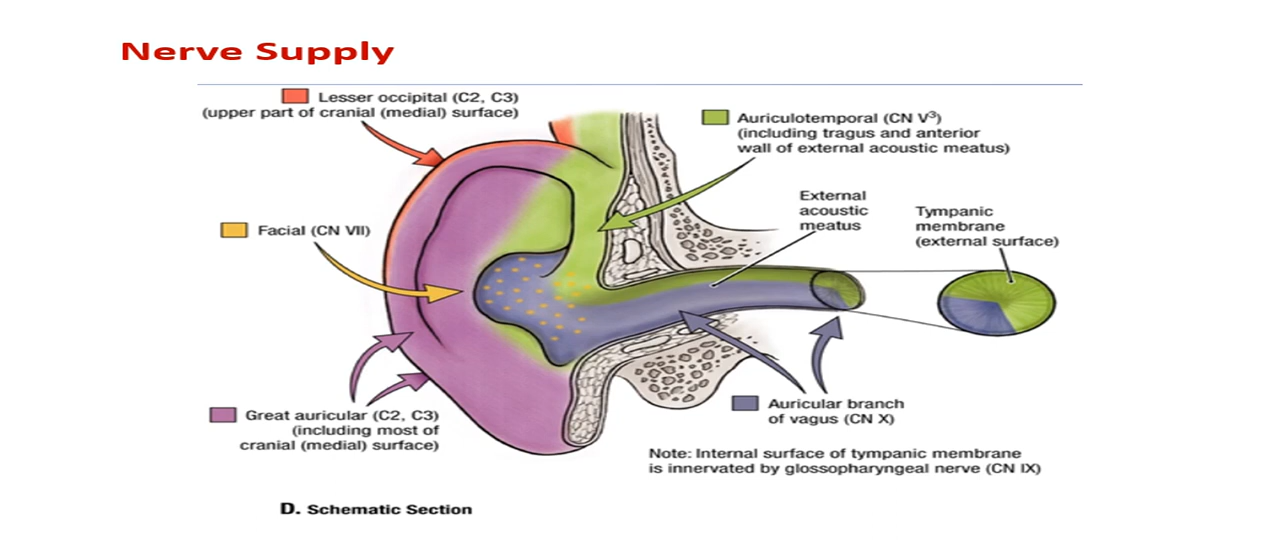 Nerve Supply
Lesser occipital (C2, C3)
(upper part of cranial (medial) surface)
Auriculotemporal (CN V³)
(including tragus and anterior
wall of external acoustic meatus)
External
acoustic
meatus
Tympanic
membrane
(external surface)
Facial (CN VII)
Great auricular (C2, C3)
(including most of
cranial (medial) surface)
Auricular branch
of vagus (CN X)
Note: Internal surface of tympanic membrane
is innervated by glossopharyngeal nerve (CN IX)
D. Schematic Section